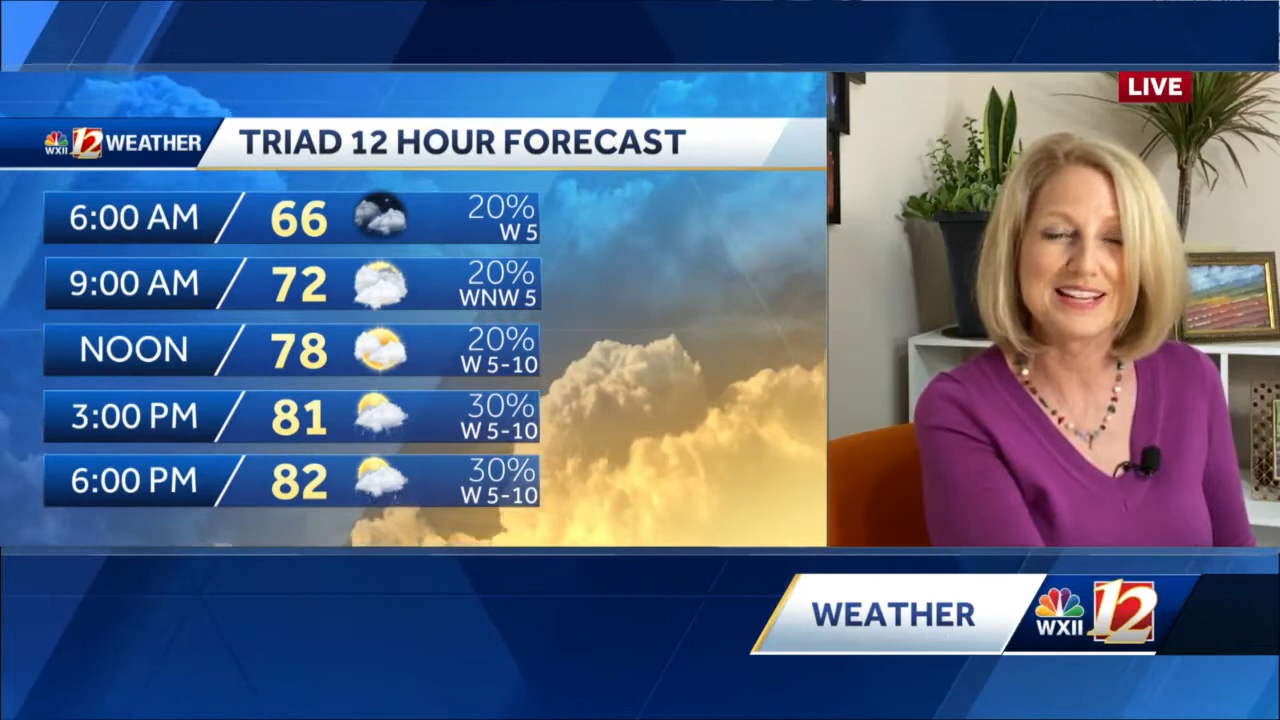 LIVE
WXII 12 WEATHER
TRIAD 12 HOUR FORECAST
6:00 AM 66 20%
W 5
9:00 AM 72 20%
WNW 5
NOON 78 20%
W 5-10
3:00 PM 81 30%
W 5-10
6:00 PM 82 30%
W 5-10
WEATHER WXII 12